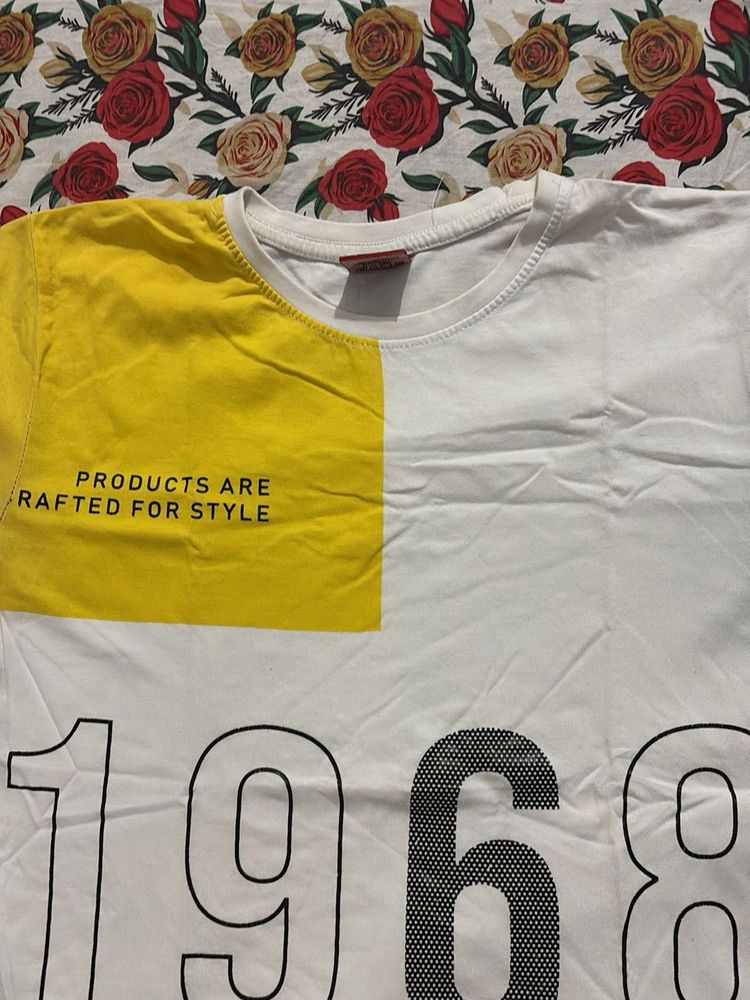 PRODUCTS ARE
RAFTED FOR STYLE
1968